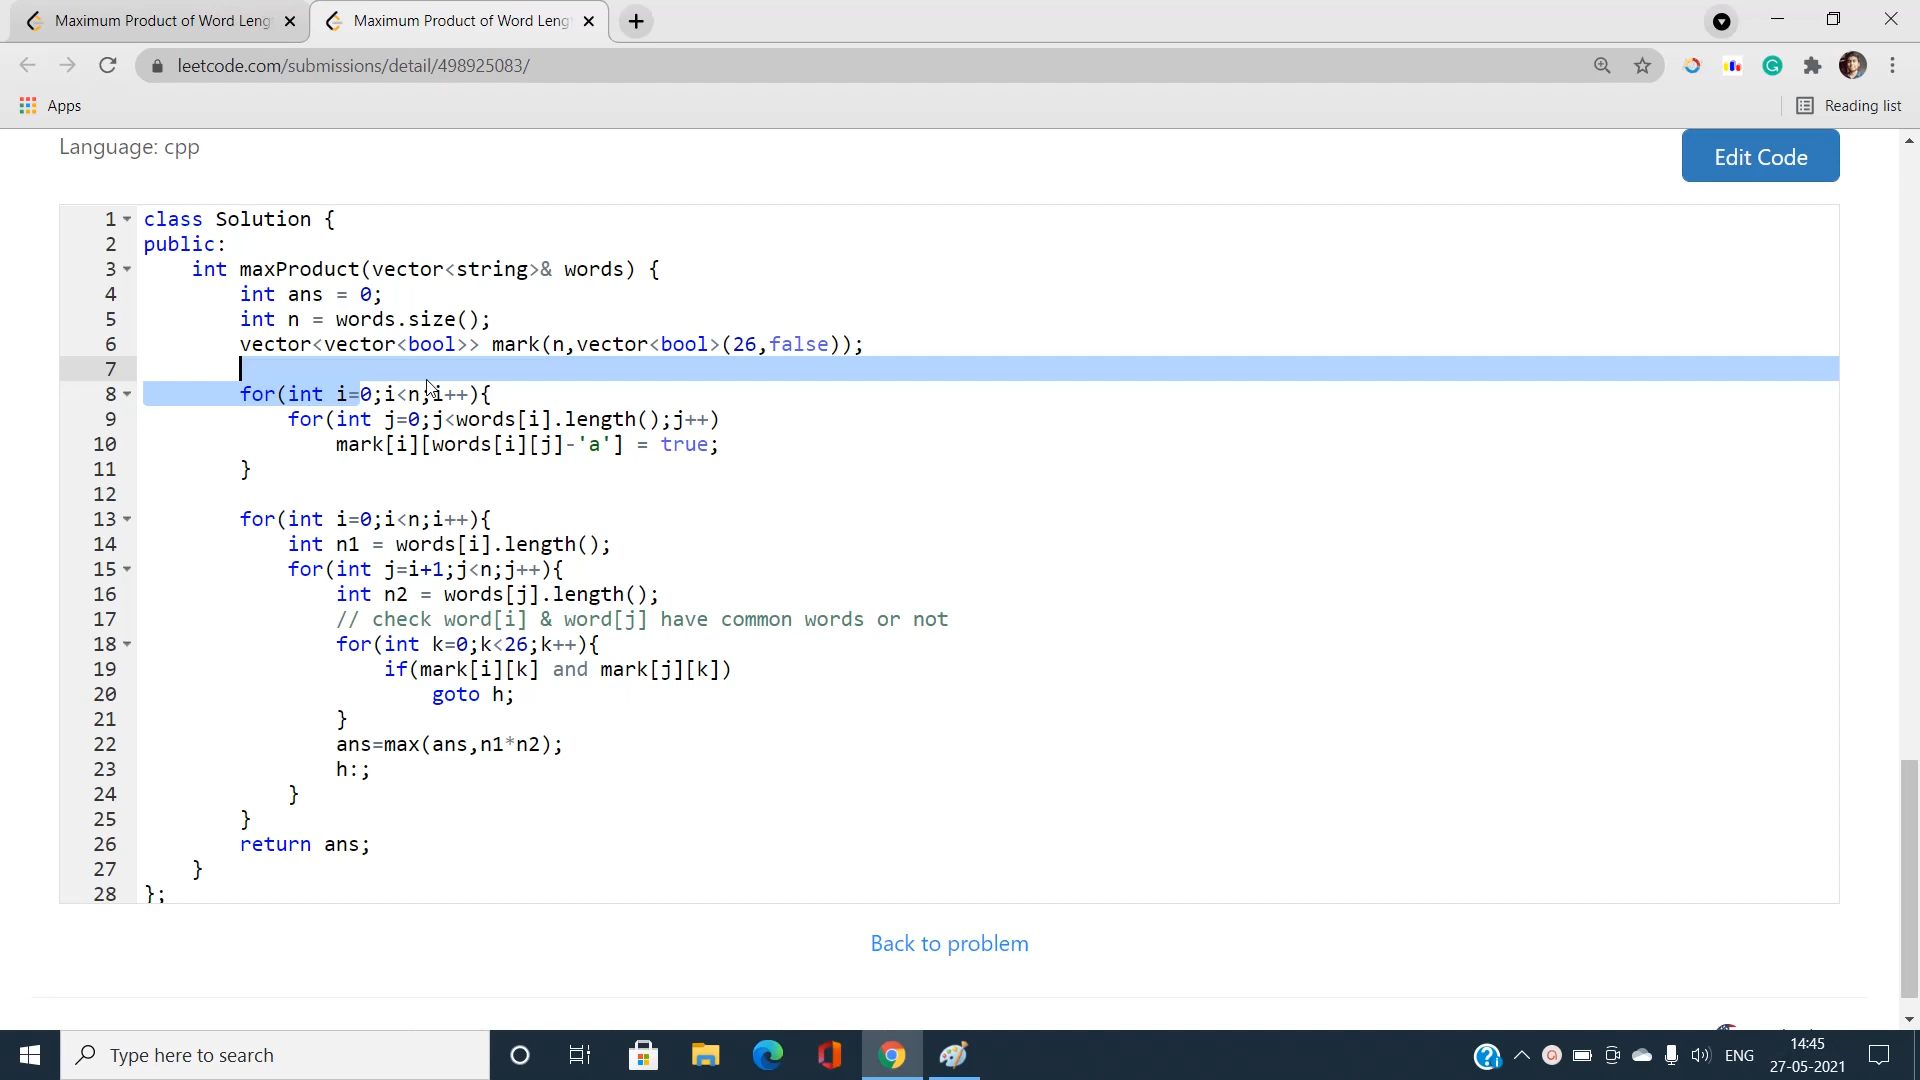 Maximum Product of Word Leng
Maximum Product of Word Leng
leetcode.com/submissions/detail/498925083/
Apps
Reading list
Language: cpp
Edit Code
1 class Solution {
2 public:
3 int maxProduct(vector<string>& words) {
4 int ans = 0;
5 int n = words.size();
6 vector<vector<bool>> mark(n,vector<bool>(26,false));
7
8 for(int i=0;i<n;i++){
9 for(int j=0;j<words[i].length();j++)
10 mark[i][words[i][j]-'a'] = true;
11 }
12
13 for(int i=0;i<n;i++){
14 int n1 = words[i].length();
15 for(int j=i+1;j<n;j++){
16 int n2 = words[j].length();
17 // check word[i] & word[j] have common words or not
18 for(int k=0;k<26;k++){
19 if(mark[i][k] and mark[j][k])
20 goto h;
21 }
22 ans=max(ans,n1*n2);
23 h:;
24 }
25 }
26 return ans;
27 }
28 };
Back to problem
Type here to search
ENG
14:45
27-05-2021